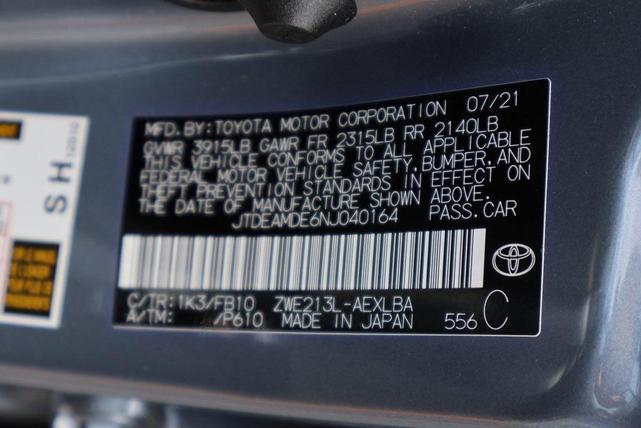 MFD.BY:TOYOTA MOTOR CORPORATION 07/21
GVWR 3915LB GAWR FR 2315LB RR 2140LB
THIS VEHICLE CONFORMS TO ALL APPLICABLE
FEDERAL MOTOR VEHICLE SAFETY,BUMPER,AND
THEFT PREVENTION STANDARDS IN EFFECT ON
THE DATE OF MANUFACTURE SHOWN ABOVE.
JTDEAMDE6NJ040164 PASS.CAR
C/TR:1K3/FB10 ZWE213L-AEXLBA
A/TM: /P610 MADE IN JAPAN 556 C
SH